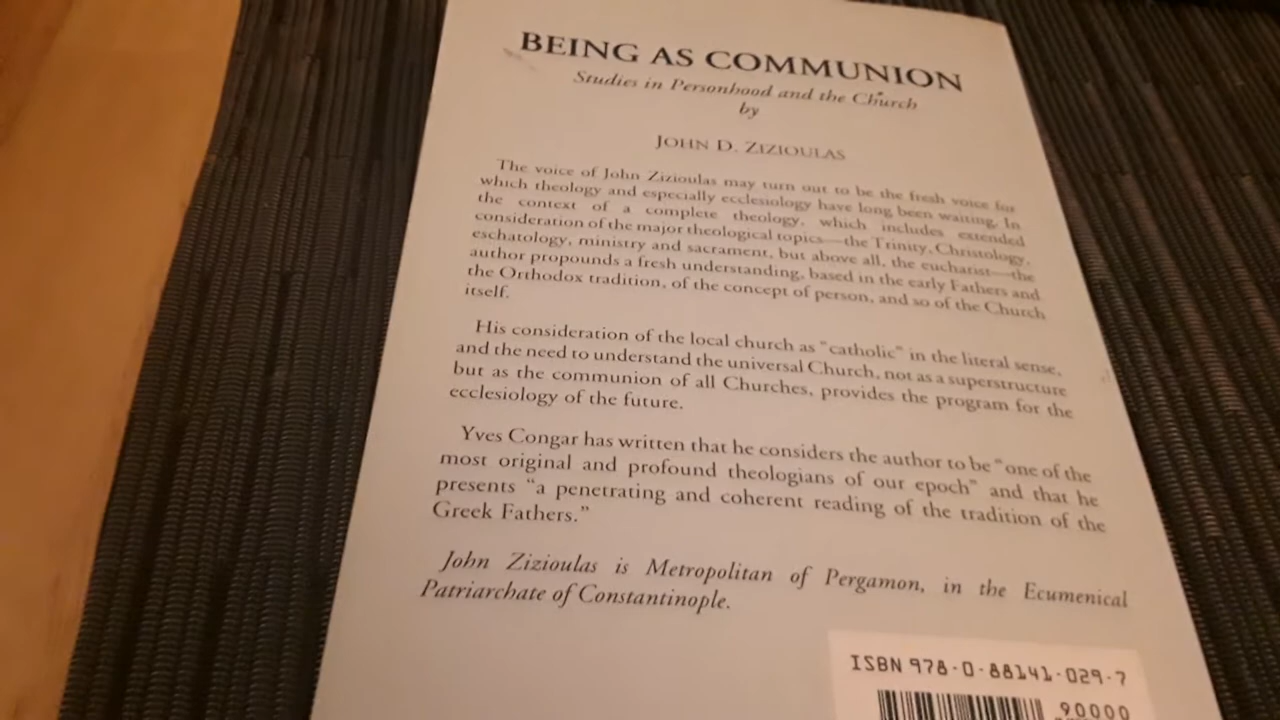 BEING AS COMMUNION
Studies in Personhood and the Church
by
JOHN D. ZIZIOULAS
The voice of John Zizioulas may turn out to be the fresh voice for
which theology and especially ecclesiology have long been waiting. In
the context of a complete theology, which includes extended
consideration of the major theological topics—the Trinity, Christology,
eschatology, ministry and sacrament, but above all, the eucharist—the
author propounds a fresh understanding, based in the early Fathers and
the Orthodox tradition, of the concept of person, and so of the Church
itself.
His consideration of the local church as "catholic" in the literal sense,
and the need to understand the universal Church, not as a superstructure
but as the communion of all Churches, provides the program for the
ecclesiology of the future.
Yves Congar has written that he considers the author to be "one of the
most original and profound theologians of our epoch" and that he
presents "a penetrating and coherent reading of the tradition of the
Greek Fathers."
John Zizioulas is Metropolitan of Pergamon, in the Ecumenical
Patriarchate of Constantinople.
ISBN 978-0-88141-029-7
90000